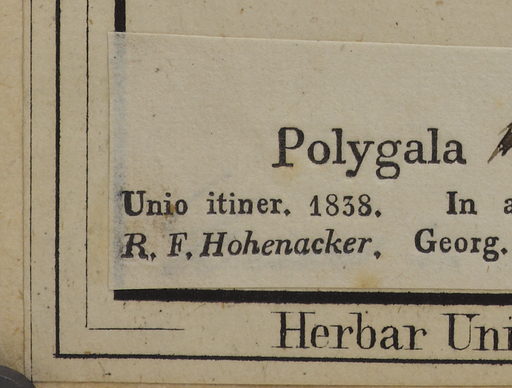 Polygala
Unio itiner. 1838. In a
R. F. Hohenacker. Georg.
Herbar Uni